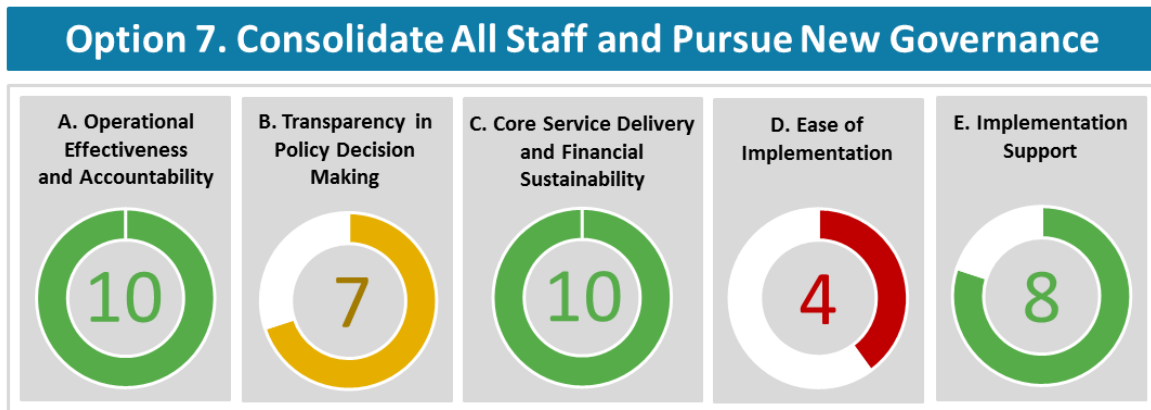 Option 7. Consolidate All Staff and Pursue New Governance
A. Operational
Effectiveness
and Accountability
10
B. Transparency in
Policy Decision
Making
7
C. Core Service Delivery
and Financial
Sustainability
10
D. Ease of
Implementation
4
E. Implementation
Support
8